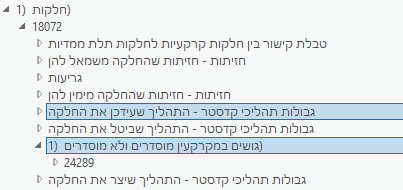 חלקות (1)
18072
טבלת קישור בין חלקות קרקעיות לחלקות תלת ממדיות
חזיתות - חזיתות שהחלקה משמאל להן
גריעות
חזיתות - חזיתות שהחלקה מימין להן
גבולות תהליכי קדסטר - התהליך שעידכן את החלקה
גבולות תהליכי קדסטר - התהליך שביטל את החלקה
גושים במקרקעין מוסדרים ולא מוסדרים (1)
24289
גבולות תהליכי קדסטר - התהליך שיצר את החלקה